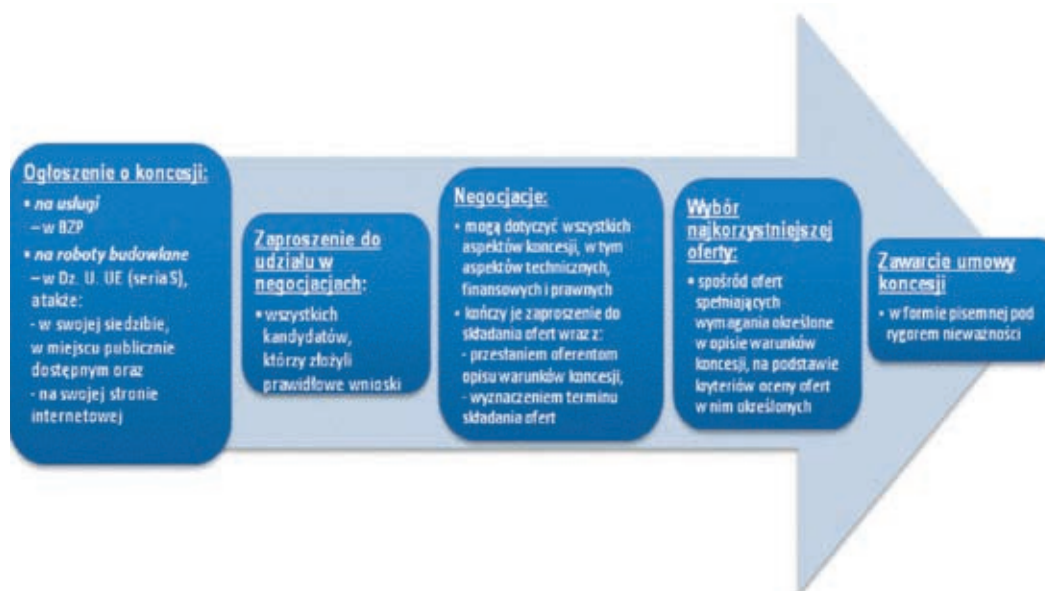 Ogłoszenie o koncesji:
• na usługi
– w BZP
• na roboty budowlane
– w Dz. U. UE (seria S),
a także:
- w swojej siedzibie,
w miejscu publicznie
dostępnym oraz
- na swojej stronie
internetowej
Zaproszenie do
udziału w
negocjacjach:
• wszystkich
kandydatów,
którzy złożyli
prawidłowe wnioski
Negocjacje:
• mogą dotyczyć wszystkich
aspektów koncesji, w tym
aspektów technicznych,
finansowych i prawnych
• kończy je zaproszenie do
składania ofert wraz z:
- przesłaniem oferentom
opisu warunków koncesji,
- wyznaczeniem terminu
składania ofert
Wybór
najkorzystniejszej
oferty:
• spośród ofert
spełniających
wymagania określone
w opisie warunków
koncesji, na podstawie
kryteriów oceny ofert
w nim określonych
Zawarcie umowy
koncesji
• w formie pisemnej pod
rygorem nieważności